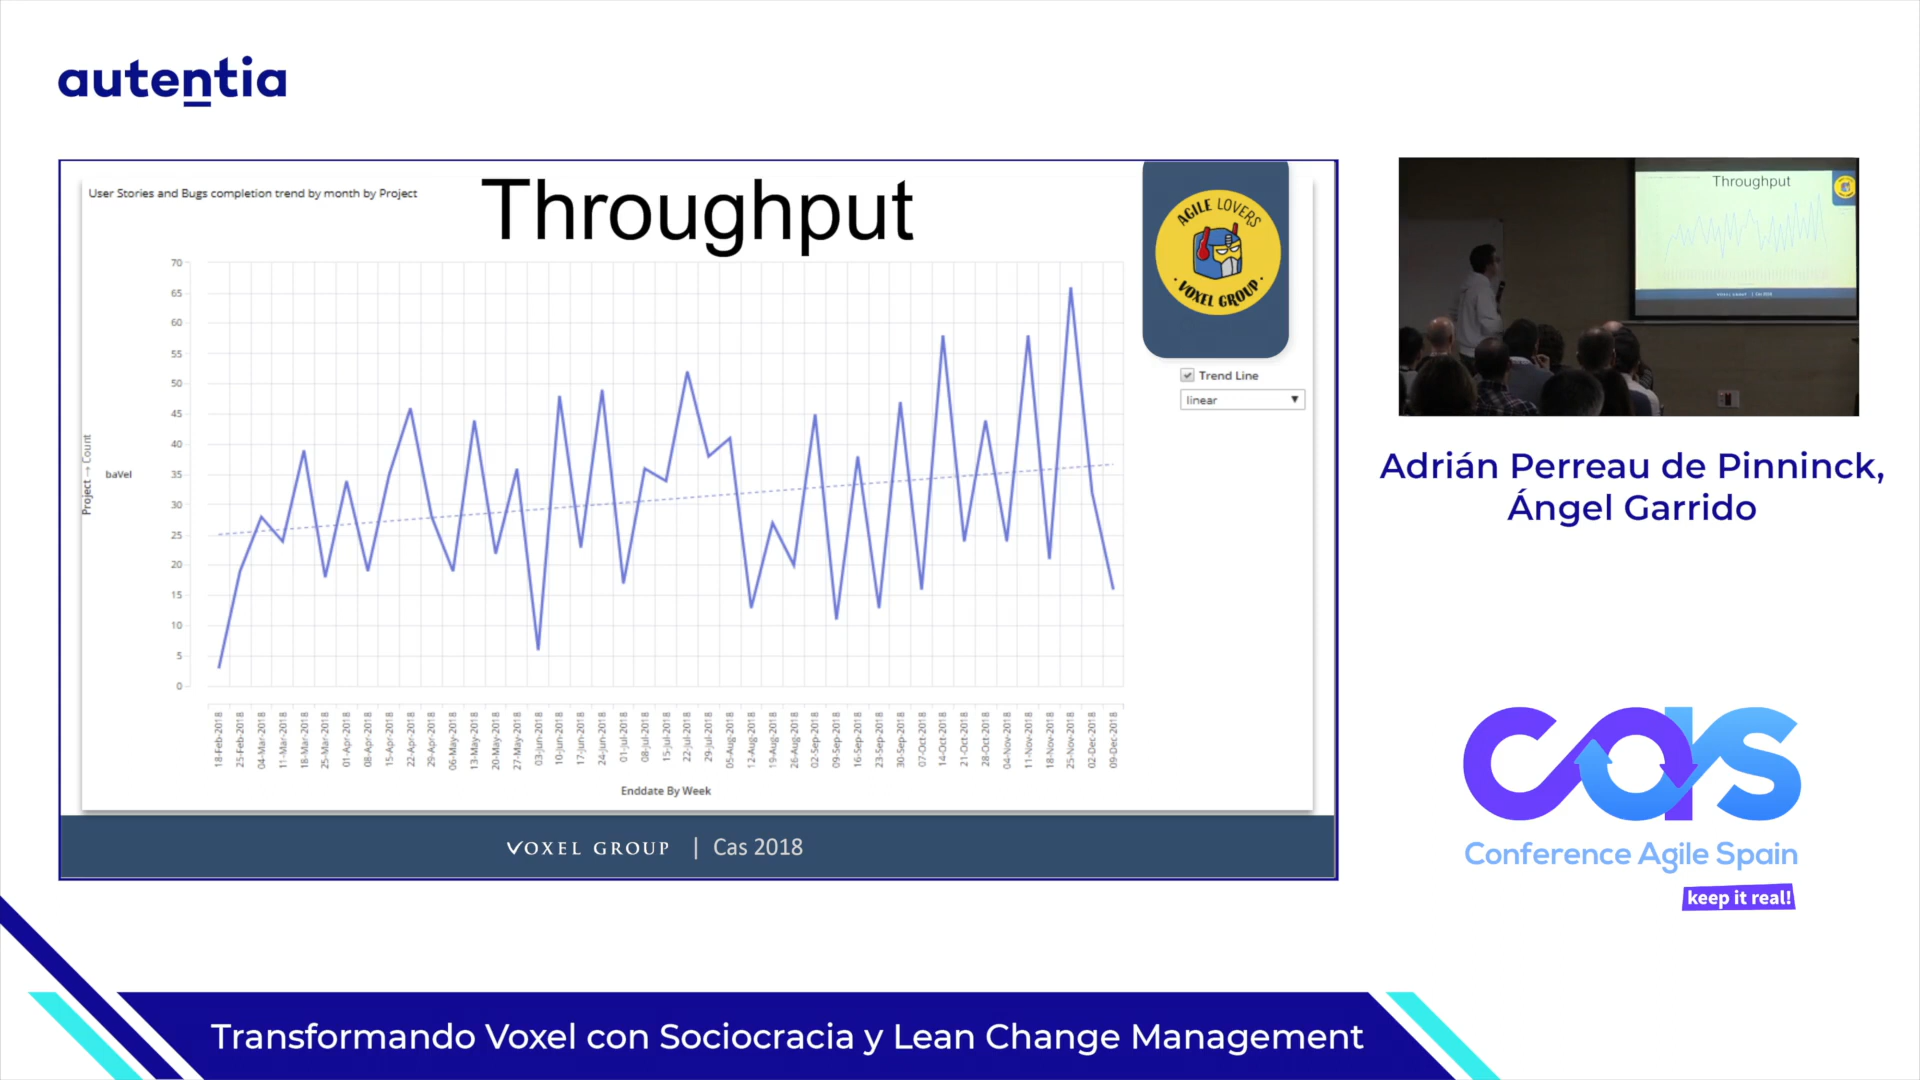 autentia
User Stories and Bugs completion trend by month by Project
Throughput
AGILE LOVERS
· VOXEL GROUP ·
Trend Line
linear
Project → Count
baVel
70
65
60
55
50
45
40
35
30
25
20
15
10
5
0
18-Feb-2018
25-Feb-2018
04-Mar-2018
11-Mar-2018
18-Mar-2018
25-Mar-2018
01-Apr-2018
08-Apr-2018
15-Apr-2018
22-Apr-2018
29-Apr-2018
06-May-2018
13-May-2018
20-May-2018
27-May-2018
03-Jun-2018
10-Jun-2018
17-Jun-2018
24-Jun-2018
01-Jul-2018
08-Jul-2018
15-Jul-2018
22-Jul-2018
29-Jul-2018
05-Aug-2018
12-Aug-2018
19-Aug-2018
26-Aug-2018
02-Sep-2018
09-Sep-2018
16-Sep-2018
23-Sep-2018
30-Sep-2018
07-Oct-2018
14-Oct-2018
21-Oct-2018
28-Oct-2018
04-Nov-2018
11-Nov-2018
18-Nov-2018
25-Nov-2018
02-Dec-2018
09-Dec-2018
Enddate By Week
VOXEL GROUP | Cas 2018
Throughput
Adrián Perreau de Pinninck,
Ángel Garrido
cas
Conference Agile Spain
keep it real!
Transformando Voxel con Sociocracia y Lean Change Management